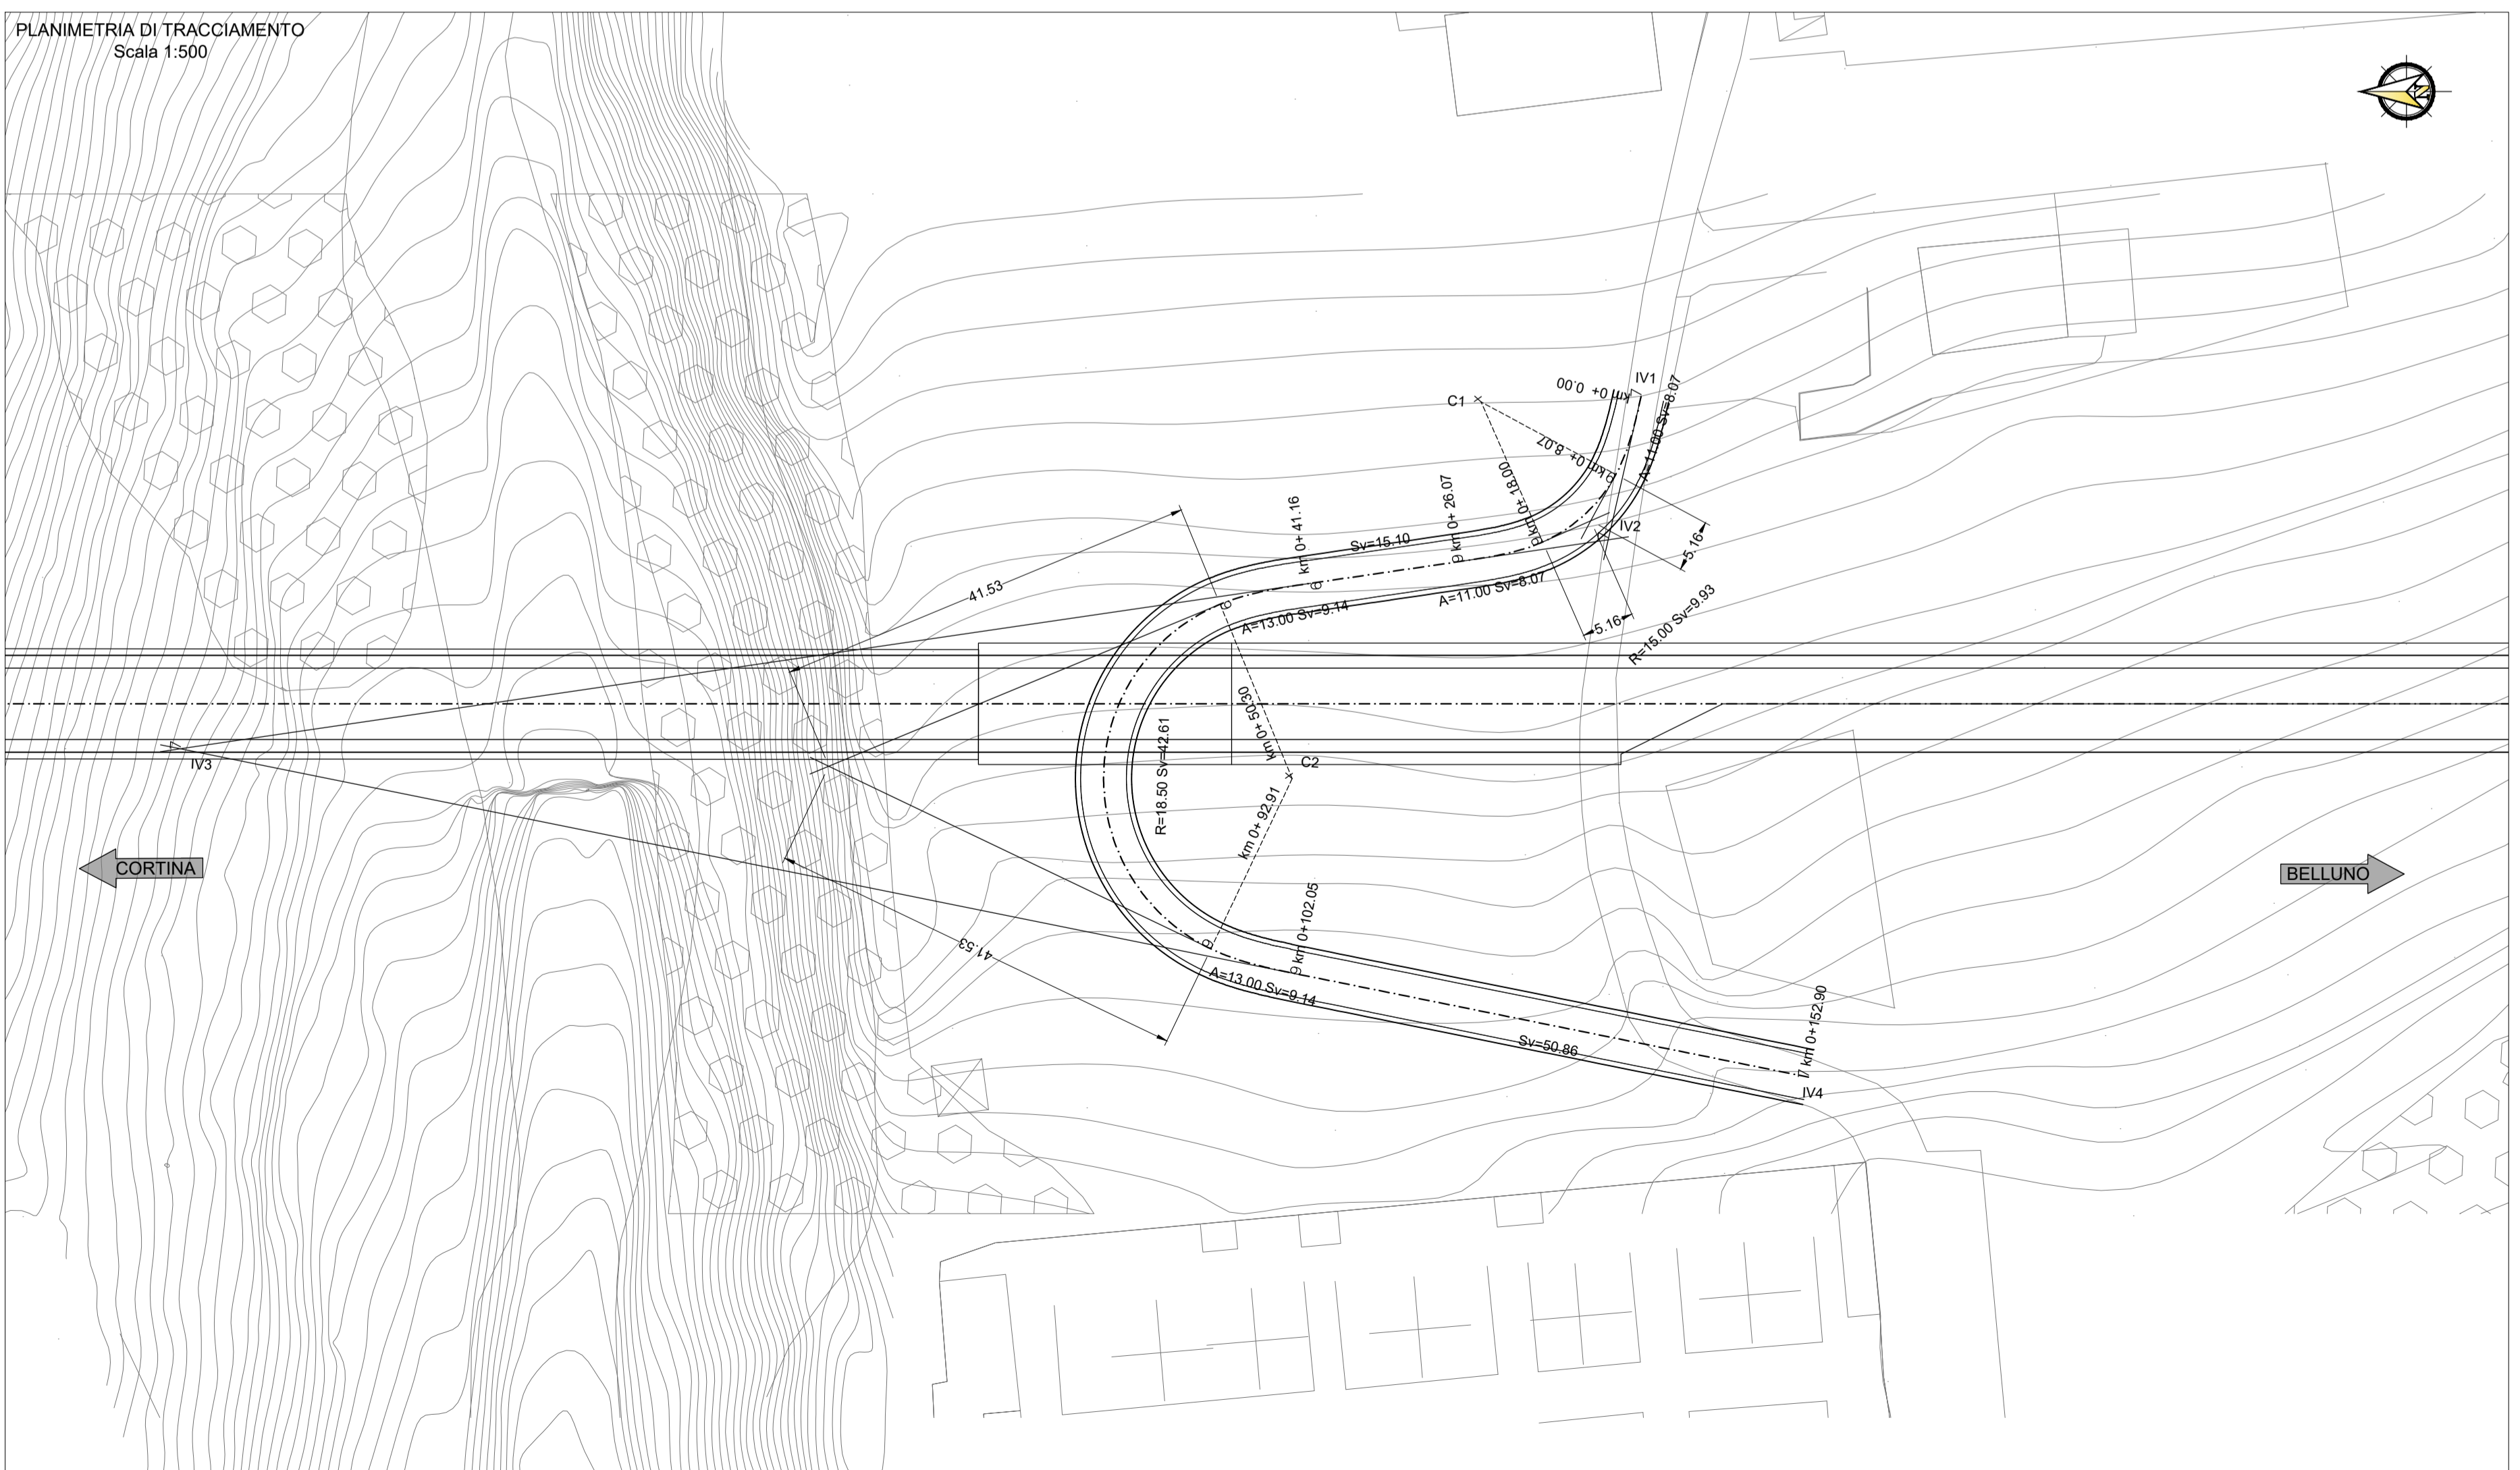 PLANIMETRIA DI TRACCIAMENTO
Scala 1:500
N
IV1
km 0+ 0.00
C1
A=11.00 Sv=8.07
km 0+ 8.07
km 0+ 18.00
km 0+ 26.07
km 0+ 41.16
IV2
5.16
Sv=15.10
41.53
A=11.00 Sv=8.07
5.16
R=15.00 Sv=9.93
A=13.00 Sv=9.14
km 0+ 50.30
IV3
R=18.50 Sv=42.61
C2
km 0+ 92.91
CORTINA
BELLUNO
km 0+102.05
41.53
A=13.00 Sv=9.14
Sv=50.86
km 0+152.90
IV4